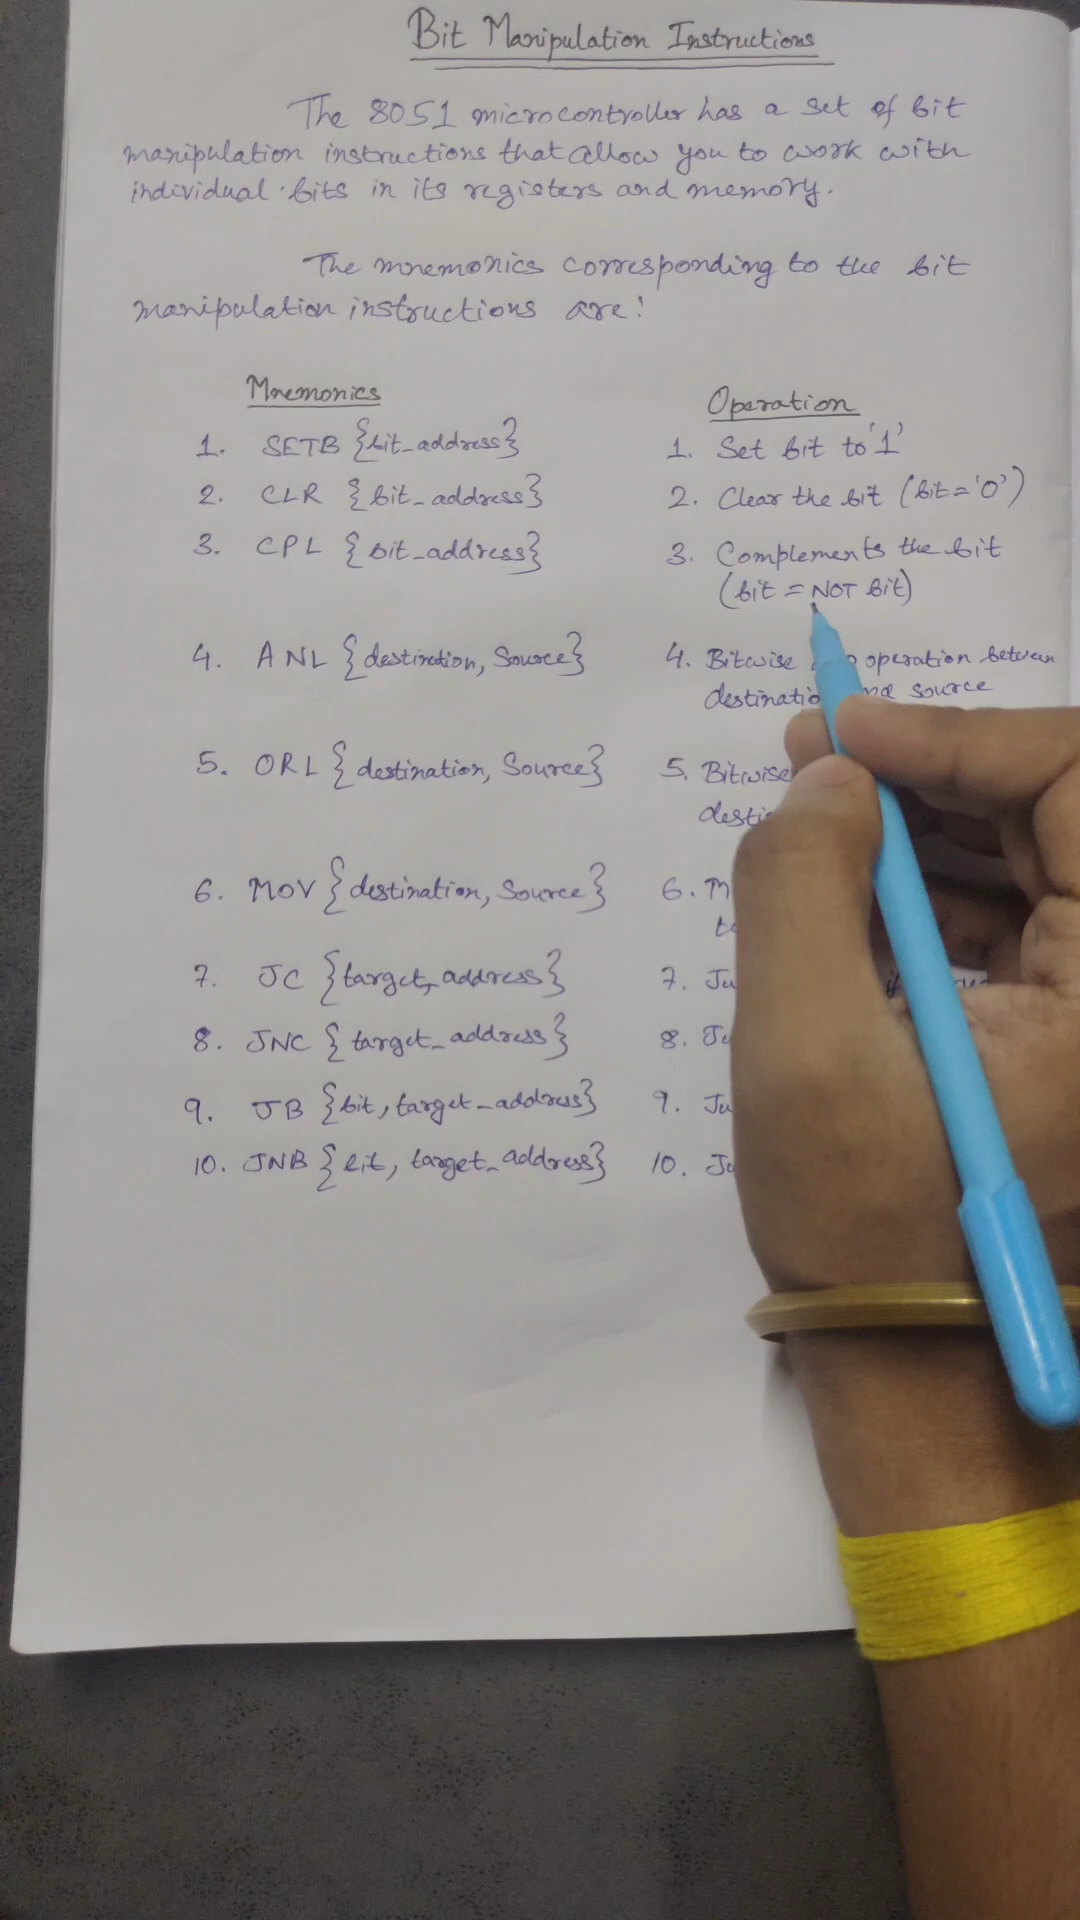 Bit Manipulation Instructions
The 8051 microcontroller has a set of bit
manipulation instructions that allow you to work with
individual bits in its registers and memory.
The mnemonics corresponding to the bit
manipulation instructions are:
Mnemonics
Operation
1. SETB {bit_address}
1. Set bit to '1'
2. CLR {bit_address}
2. Clear the bit (bit='0')
3. CPL {bit_address}
3. Complements the bit
(bit = NOT bit)
4. ANL {destination, Source}
4. Bitwise operation between
destination and source
5. ORL {destination, Source}
5. Bitwise
6. MOV {destination, Source}
6.
7. JC {target_address}
7. if
8. JNC {target_address}
8.
9. JB {bit, target_address}
9.
10. JNB {bit, target_address}
10.